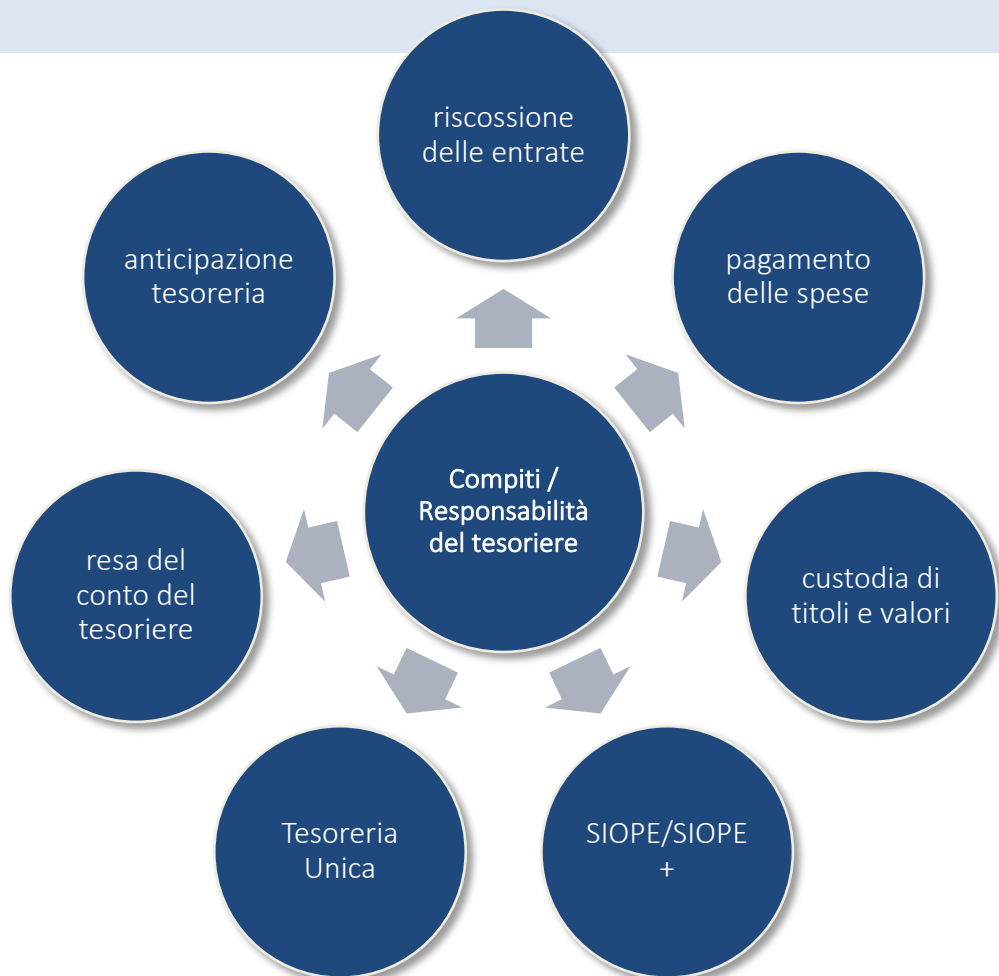 riscossione
delle entrate
pagamento
delle spese
custodia di
titoli e valori
SIOPE/SIOPE
+
Tesoreria
Unica
resa del
conto del
tesoriere
anticipazione
tesoreria
Compiti /
Responsabilità
del tesoriere